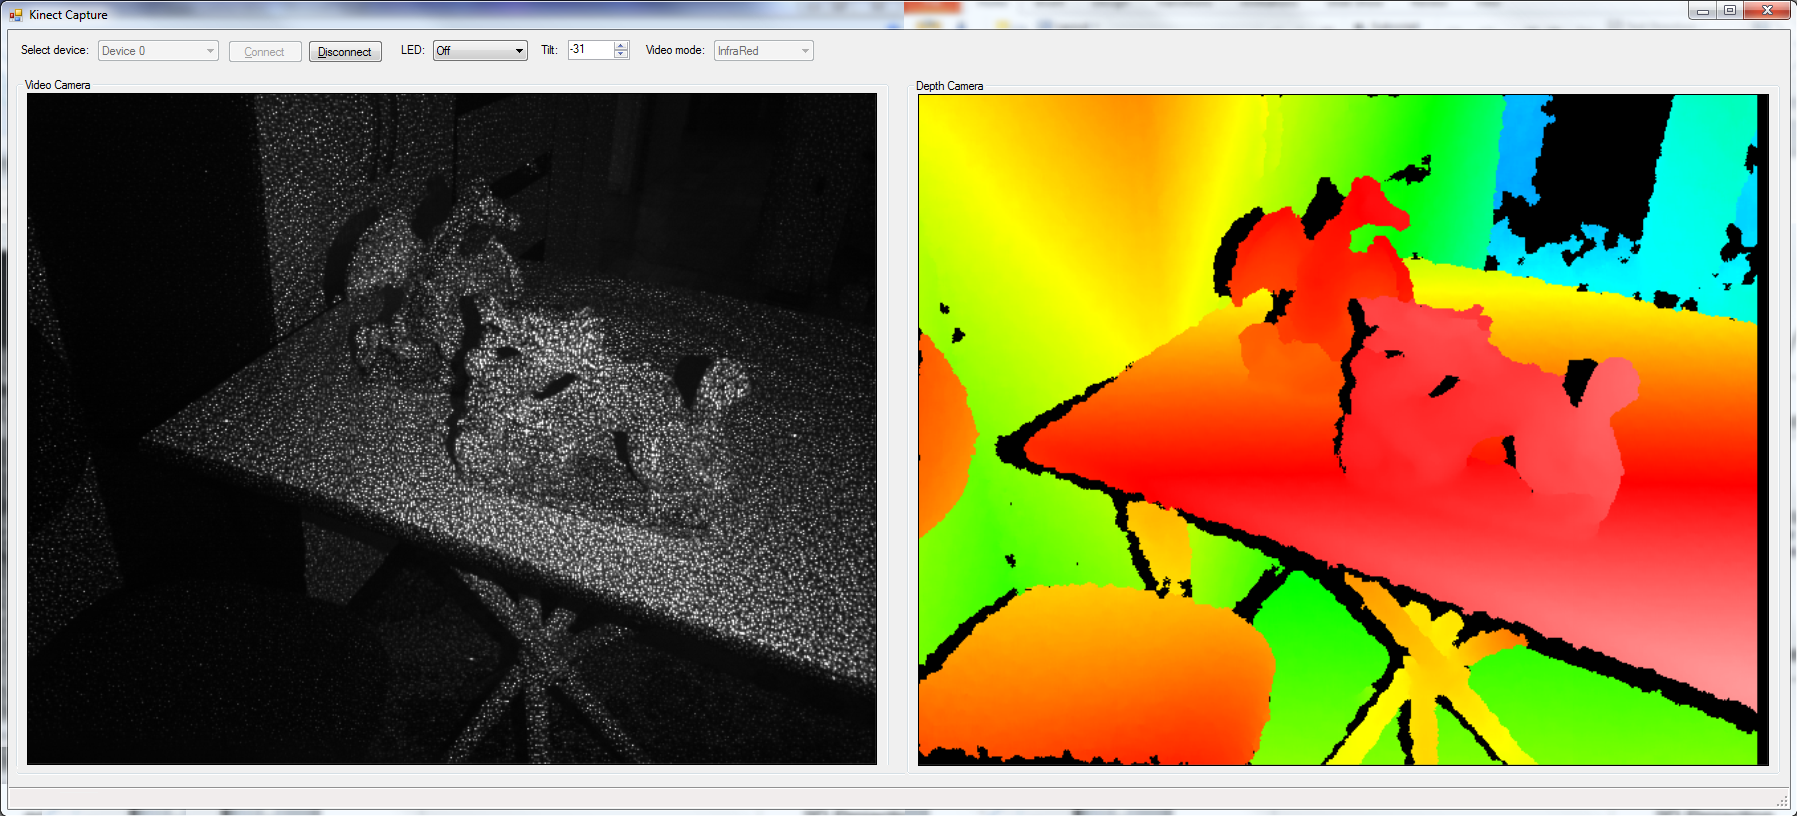 Kinect Capture
Select device: Device 0 Connect Disconnect LED: Off Tilt: -31 Video mode: InfraRed
Video Camera
Depth Camera